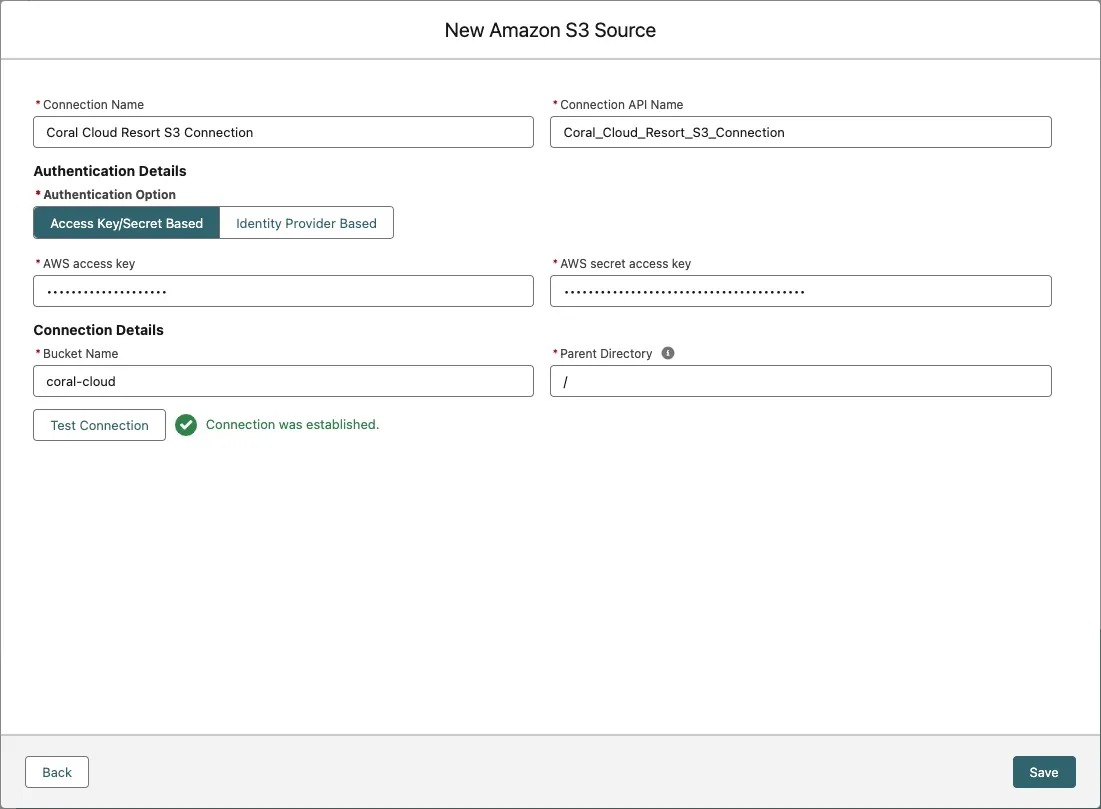 New Amazon S3 Source
* Connection Name
* Connection API Name
Coral Cloud Resort S3 Connection
Coral_Cloud_Resort_S3_Connection
Authentication Details
* Authentication Option
Access Key/Secret Based
Identity Provider Based
* AWS access key
* AWS secret access key
••••••••••••••••••••
••••••••••••••••••••••••••••••••••••••••
Connection Details
* Bucket Name
* Parent Directory
coral-cloud
/
Test Connection
Connection was established.
Back
Save